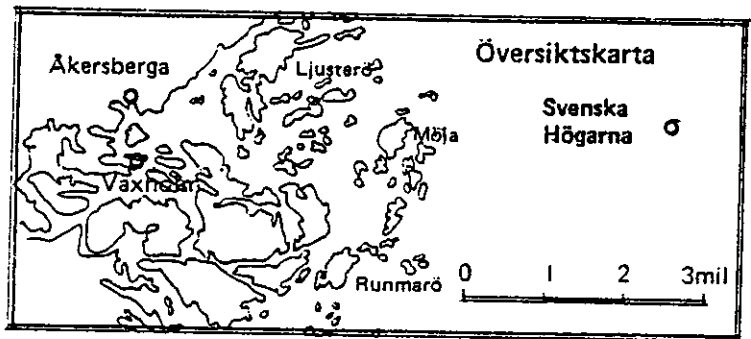 Översiktskarta
Åkersberga
Ljusterö
Svenska
Högarna
Möja
Vaxholm
Runmarö
0 1 2 3mil